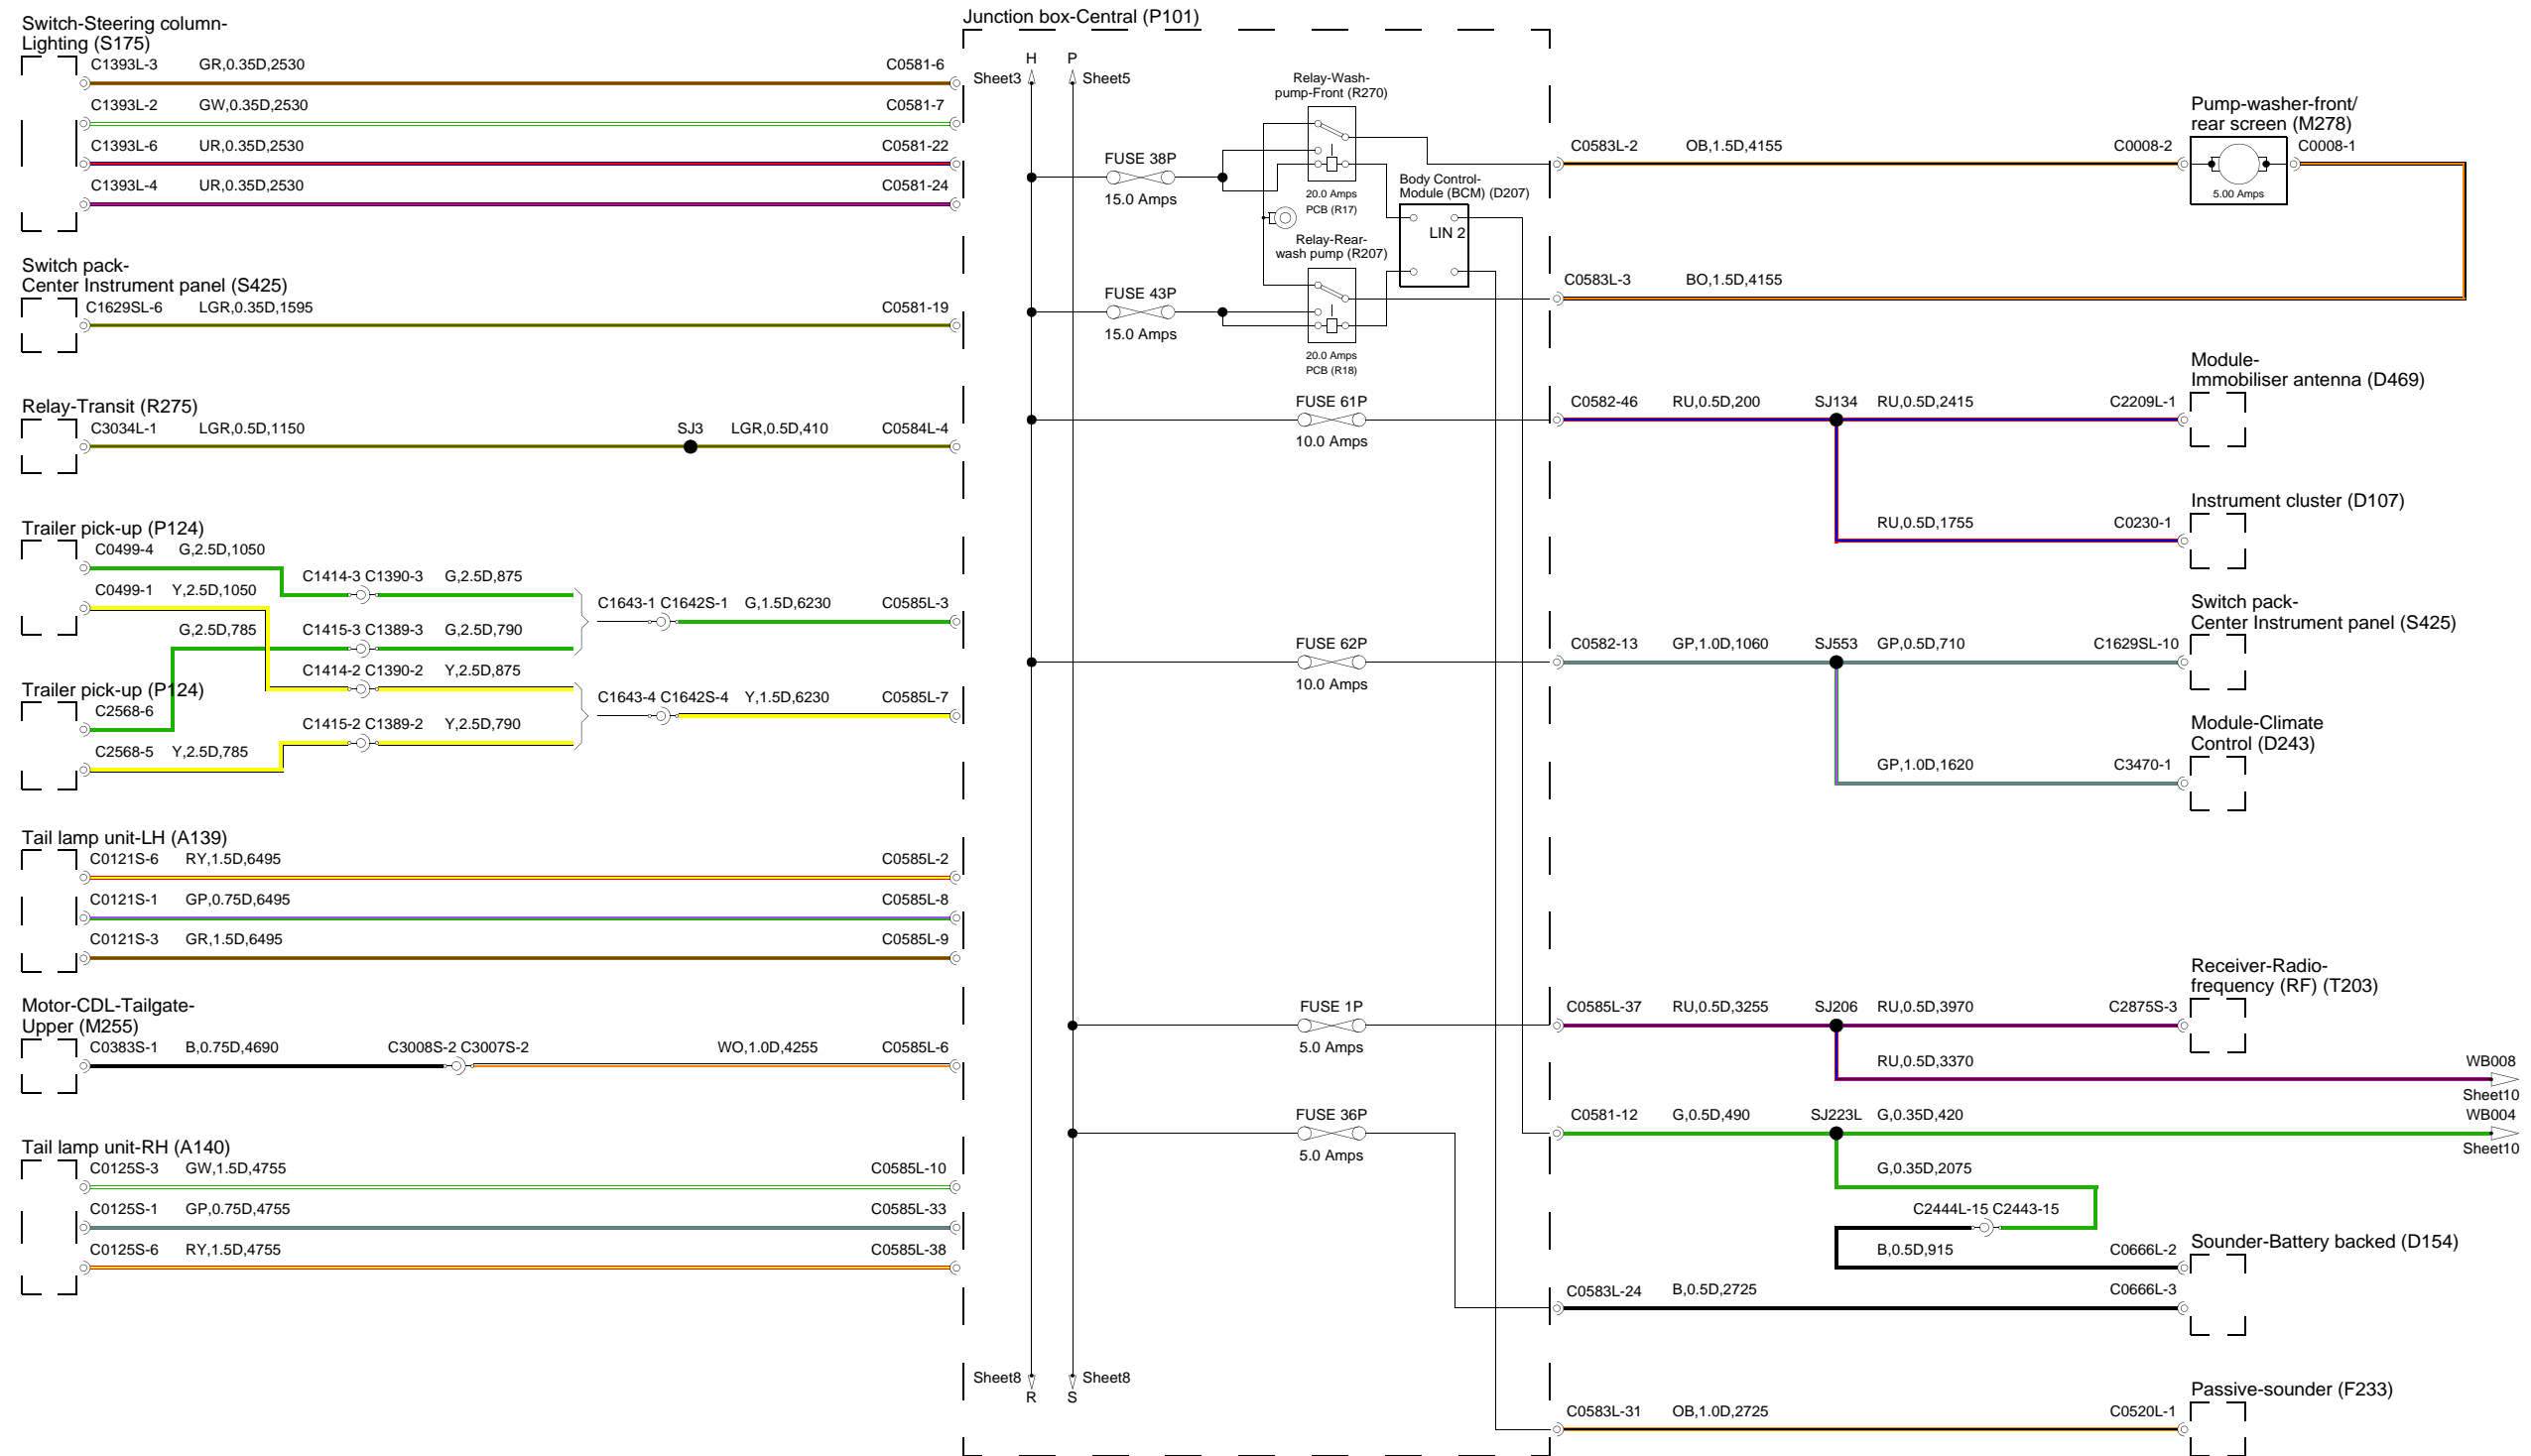 Switch-Steering column-
Lighting (S175)
C1393L-3 GR,0.35D,2530 C0581-6
C1393L-2 GW,0.35D,2530 C0581-7
C1393L-6 UR,0.35D,2530 C0581-22
C1393L-4 UR,0.35D,2530 C0581-24
Switch pack-
Center Instrument panel (S425)
C1629SL-6 LGR,0.35D,1595 C0581-19
Relay-Transit (R275)
C3034L-1 LGR,0.5D,1150 SJ3 LGR,0.5D,410 C0584L-4
Trailer pick-up (P124)
C0499-4 G,2.5D,1050
C1414-3 C1390-3 G,2.5D,875
C0499-1 Y,2.5D,1050
C1643-1 C1642S-1 G,1.5D,6230 C0585L-3
G,2.5D,785 C1415-3 C1389-3 G,2.5D,790
C1414-2 C1390-2 Y,2.5D,875
Trailer pick-up (P124)
C1643-4 C1642S-4 Y,1.5D,6230 C0585L-7
C2568-6
C1415-2 C1389-2 Y,2.5D,790
C2568-5 Y,2.5D,785
Tail lamp unit-LH (A139)
C0121S-6 RY,1.5D,6495 C0585L-2
C0121S-1 GP,0.75D,6495 C0585L-8
C0121S-3 GR,1.5D,6495 C0585L-9
Motor-CDL-Tailgate-
Upper (M255)
C0383S-1 B,0.75D,4690 C3008S-2 C3007S-2 WO,1.0D,4255 C0585L-6
Tail lamp unit-RH (A140)
C0125S-3 GW,1.5D,4755 C0585L-10
C0125S-1 GP,0.75D,4755 C0585L-33
C0125S-6 RY,1.5D,4755 C0585L-38
Junction box-Central (P101)
H P
Sheet3 Sheet5
Relay-Wash-
pump-Front (R270)
FUSE 38P
15.0 Amps
20.0 Amps
PCB (R17)
Body Control-
Module (BCM) (D207)
LIN 2
Relay-Rear-
wash pump (R207)
FUSE 43P
15.0 Amps
20.0 Amps
PCB (R18)
FUSE 61P
10.0 Amps
FUSE 62P
10.0 Amps
FUSE 1P
5.0 Amps
FUSE 36P
5.0 Amps
Sheet8 Sheet8
R S
Pump-washer-front/
rear screen (M278)
C0583L-2 OB,1.5D,4155 C0008-2 C0008-1
5.00 Amps
C0583L-3 BO,1.5D,4155
Module-
Immobiliser antenna (D469)
C0582-46 RU,0.5D,200 SJ134 RU,0.5D,2415 C2209L-1
Instrument cluster (D107)
RU,0.5D,1755 C0230-1
Switch pack-
Center Instrument panel (S425)
C0582-13 GP,1.0D,1060 SJ553 GP,0.5D,710 C1629SL-10
Module-Climate
Control (D243)
GP,1.0D,1620 C3470-1
Receiver-Radio-
frequency (RF) (T203)
C0585L-37 RU,0.5D,3255 SJ206 RU,0.5D,3970 C2875S-3
RU,0.5D,3370 WB008
Sheet10
C0581-12 G,0.5D,490 SJ223L G,0.35D,420 WB004
Sheet10
G,0.35D,2075
C2444L-15 C2443-15
Sounder-Battery backed (D154)
B,0.5D,915 C0666L-2
C0583L-24 B,0.5D,2725 C0666L-3
Passive-sounder (F233)
C0583L-31 OB,1.0D,2725 C0520L-1